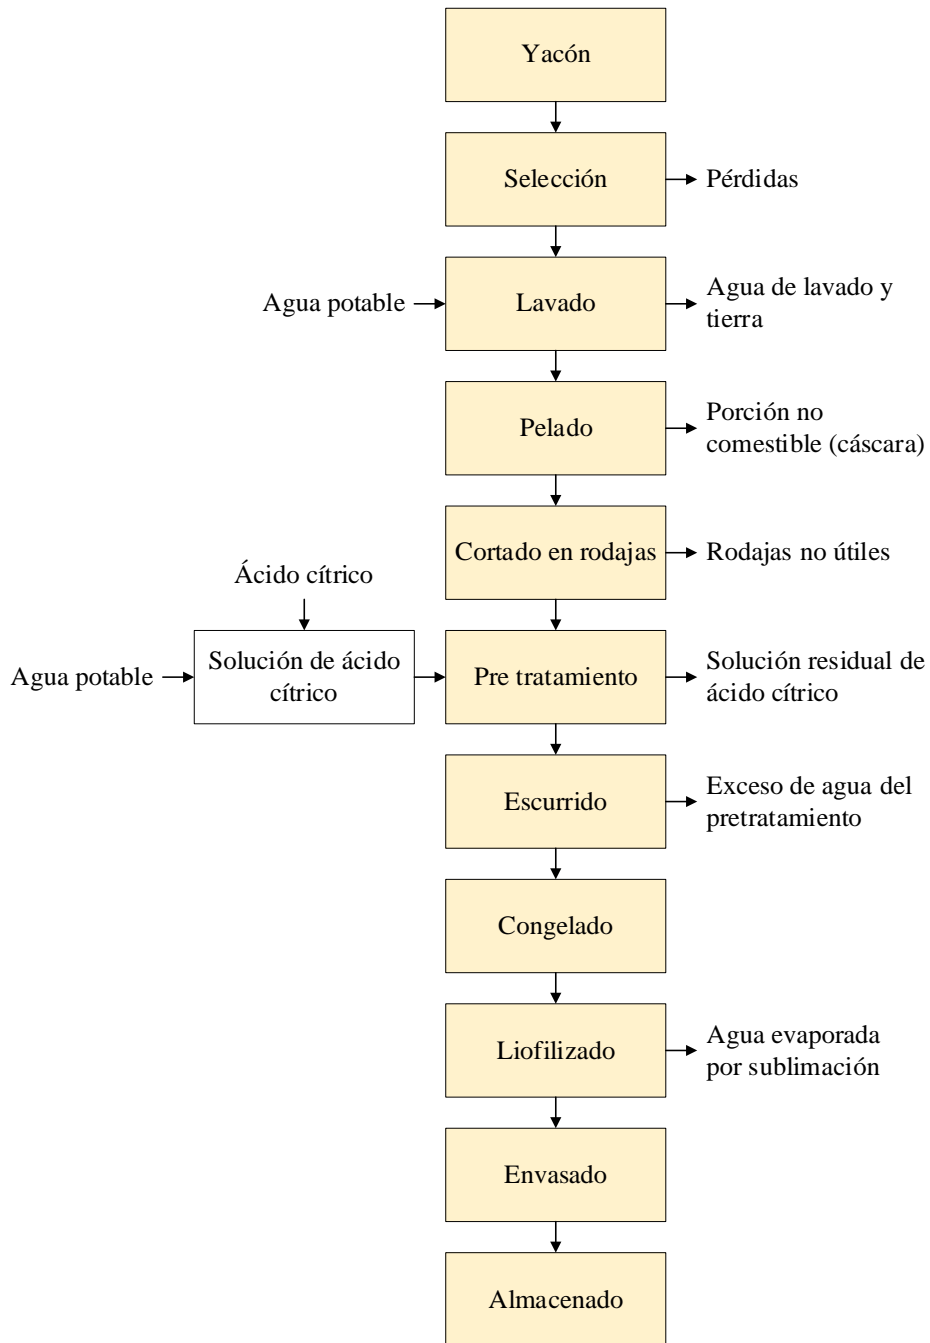 Yacón
Selección
Pérdidas
Agua potable
Lavado
Agua de lavado y
tierra
Pelado
Porción no
comestible (cáscara)
Cortado en rodajas
Rodajas no útiles
Ácido cítrico
Agua potable
Solución de ácido
cítrico
Pre tratamiento
Solución residual de
ácido cítrico
Escurrido
Exceso de agua del
pretratamiento
Congelado
Liofilizado
Agua evaporada
por sublimación
Envasado
Almacenado